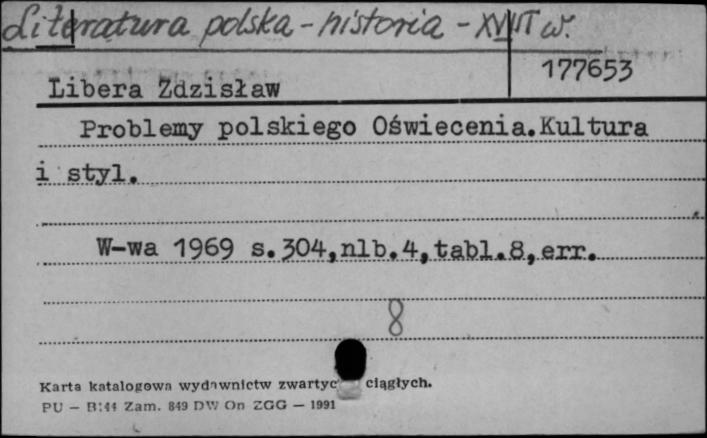 Literatura polska - historia - XVIII w.
177653
Libera Zdzisław
Problemy polskiego Oświecenia.Kultura
i styl.
W-wa 1969 s.304,nlb.4,tabl.8,err.
8
Karta katalogowa wydawnictw zwartyc ciągłych.
PU — B.44 Zam. 849 DW On ZGG — 1991